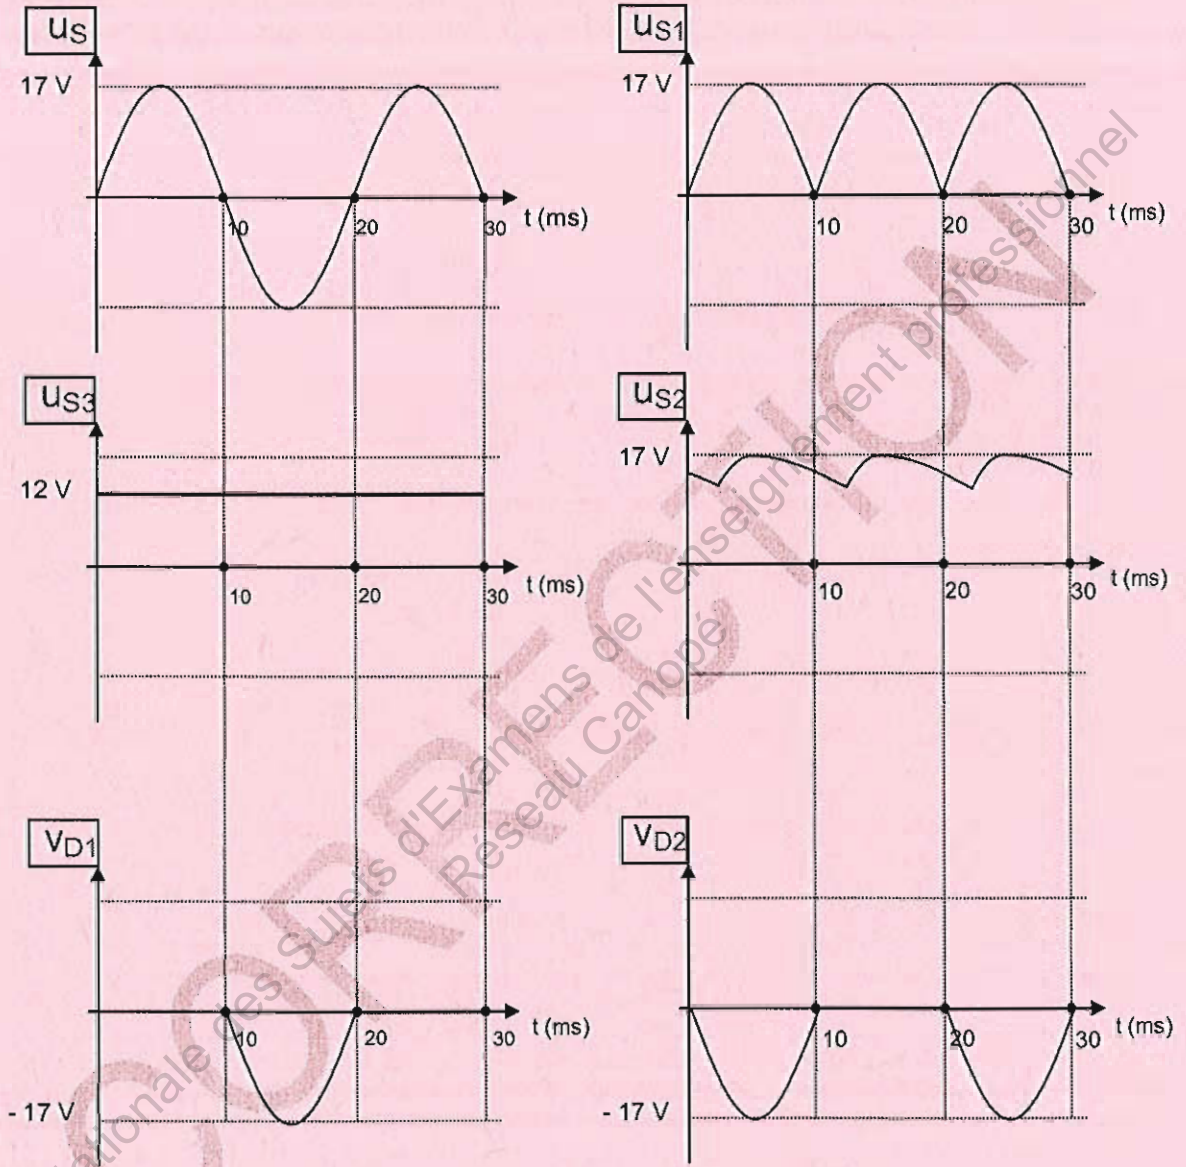 uS
17 V
10
20
30
t (ms)
uS1
17 V
10
20
30
t (ms)
uS3
12 V
10
20
30
t (ms)
uS2
17 V
10
20
30
t (ms)
VD1
- 17 V
10
20
30
t (ms)
VD2
- 17 V
10
20
30
t (ms)
CORRECTION
ationale des Sujets d'Examens de l'enseignement professionnel
Réseau Canopé